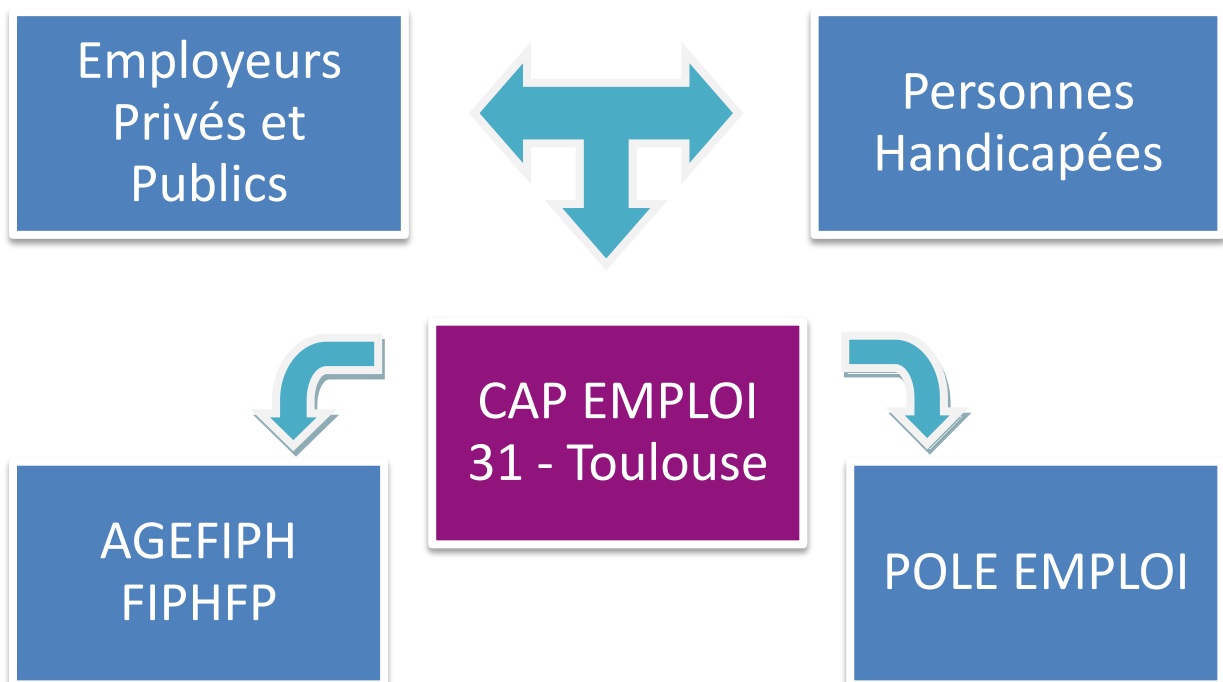 Employeurs
Privés et
Publics
Personnes
Handicapées
CAP EMPLOI
31 - Toulouse
AGEFIPH
FIPHFP
POLE EMPLOI